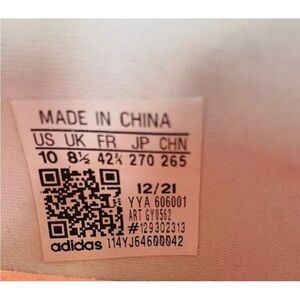 MADE IN CHINA
US UK FR JP CHN
10 8½ 42⅔ 270 265
12/21
YYA 606001
ART GY0562
#129302313
adidas I14YJ64600042